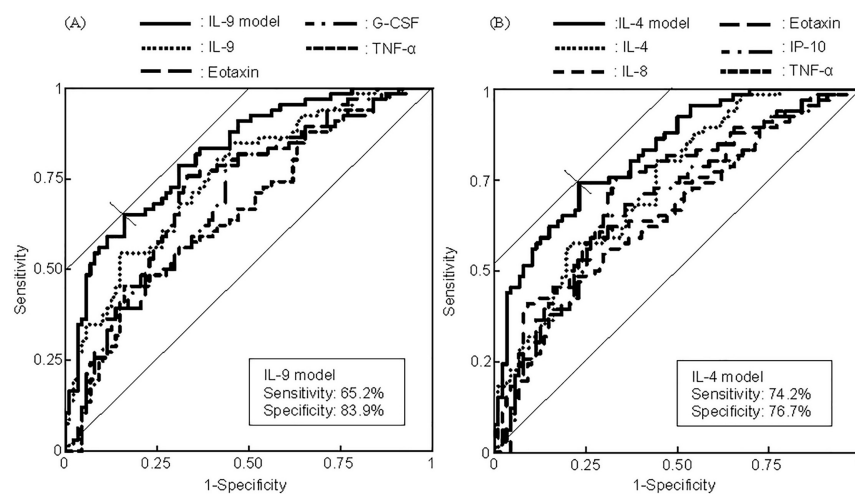 (A)
: IL-9 model
: G-CSF
: IL-9
: TNF-α
: Eotaxin
1
0.75
0.50
0.25
0
Sensitivity
IL-9 model
Sensitivity: 65.2%
Specificity: 83.9%
0
0.25
0.50
0.75
1
1-Specificity
(B)
:IL-4 model
: Eotaxin
: IL-4
: IP-10
: IL-8
: TNF-α
1
0.7
0.5
0.2
0
Sensitivity
IL-4 model
Sensitivity: 74.2%
Specificity: 76.7%
0
0.25
0.50
0.75
1-Specificity